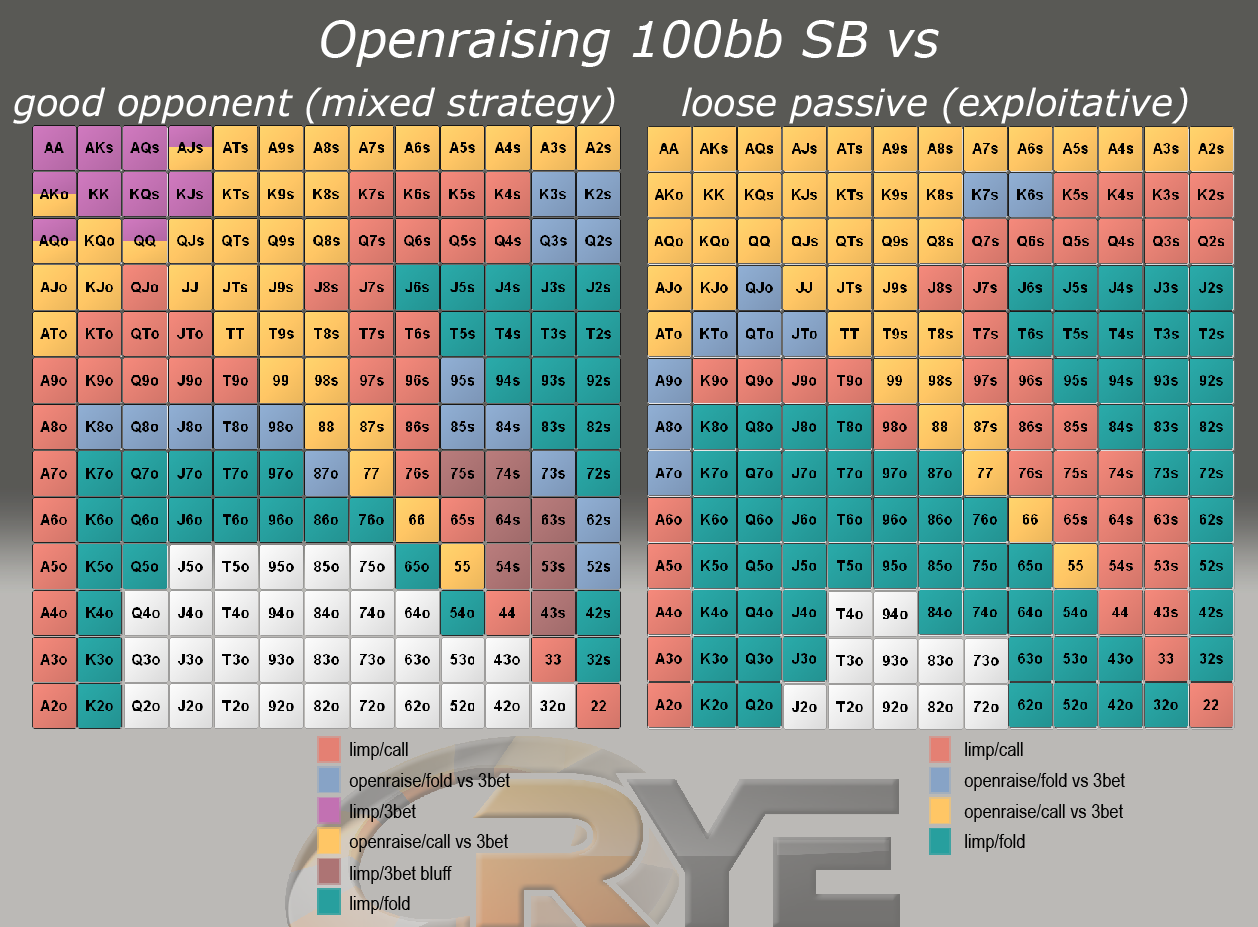 Openraising 100bb SB vs
good opponent (mixed strategy)
AA AKs AQs AJs ATs A9s A8s A7s A6s A5s A4s A3s A2s
AKo KK KQs KJs KTs K9s K8s K7s K6s K5s K4s K3s K2s
AQo KQo QQ QJs QTs Q9s Q8s Q7s Q6s Q5s Q4s Q3s Q2s
AJo KJo QJo JJ JTs J9s J8s J7s J6s J5s J4s J3s J2s
ATo KTo QTo JTo TT T9s T8s T7s T6s T5s T4s T3s T2s
A9o K9o Q9o J9o T9o 99 98s 97s 96s 95s 94s 93s 92s
A8o K8o Q8o J8o T8o 98o 88 87s 86s 85s 84s 83s 82s
A7o K7o Q7o J7o T7o 97o 87o 77 76s 75s 74s 73s 72s
A6o K6o Q6o J6o T6o 96o 86o 76o 66 65s 64s 63s 62s
A5o K5o Q5o J5o T5o 95o 85o 75o 65o 55 54s 53s 52s
A4o K4o Q4o J4o T4o 94o 84o 74o 64o 54o 44 43s 42s
A3o K3o Q3o J3o T3o 93o 83o 73o 63o 53o 43o 33 32s
A2o K2o Q2o J2o T2o 92o 82o 72o 62o 52o 42o 32o 22
limp/call
openraise/fold vs 3bet
limp/3bet
openraise/call vs 3bet
limp/3bet bluff
limp/fold
loose passive (exploitative)
AA AKs AQs AJs ATs A9s A8s A7s A6s A5s A4s A3s A2s
AKo KK KQs KJs KTs K9s K8s K7s K6s K5s K4s K3s K2s
AQo KQo QQ QJs QTs Q9s Q8s Q7s Q6s Q5s Q4s Q3s Q2s
AJo KJo QJo JJ JTs J9s J8s J7s J6s J5s J4s J3s J2s
ATo KTo QTo JTo TT T9s T8s T7s T6s T5s T4s T3s T2s
A9o K9o Q9o J9o T9o 99 98s 97s 96s 95s 94s 93s 92s
A8o K8o Q8o J8o T8o 98o 88 87s 86s 85s 84s 83s 82s
A7o K7o Q7o J7o T7o 97o 87o 77 76s 75s 74s 73s 72s
A6o K6o Q6o J6o T6o 96o 86o 76o 66 65s 64s 63s 62s
A5o K5o Q5o J5o T5o 95o 85o 75o 65o 55 54s 53s 52s
A4o K4o Q4o J4o T4o 94o 84o 74o 64o 54o 44 43s 42s
A3o K3o Q3o J3o T3o 93o 83o 73o 63o 53o 43o 33 32s
A2o K2o Q2o J2o T2o 92o 82o 72o 62o 52o 42o 32o 22
limp/call
openraise/fold vs 3bet
openraise/call vs 3bet
limp/fold
RYE